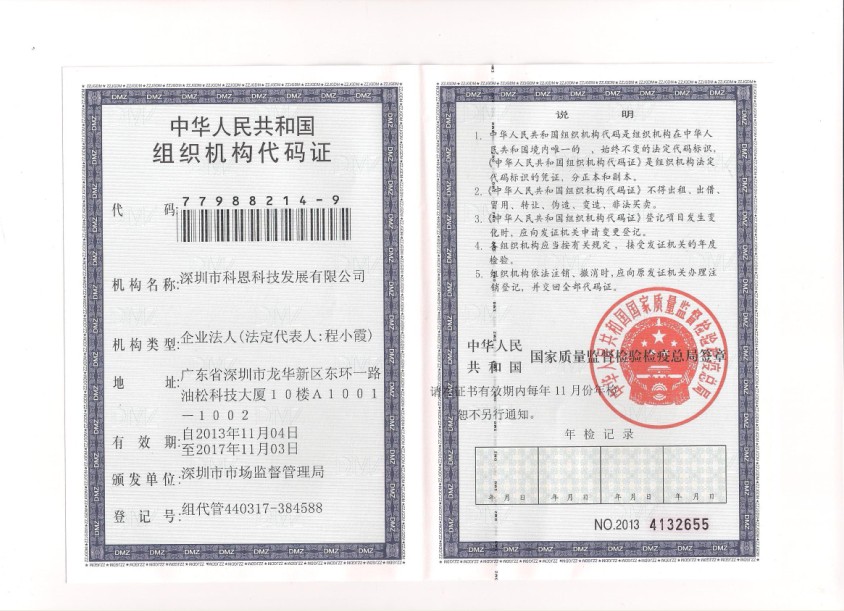 中华人民共和国
组织机构代码证
代 码: 77988214-9
机构名称:深圳市科恩科技发展有限公司
机构类型:企业法人(法定代表人:程小霞)
地 址:广东省深圳市龙华新区东环一路
油松科技大厦10楼A1001
-1002
有 效 期:自2013年11月04日
至2017年11月03日
颁发单位:深圳市市场监督管理局
登 记 号:组代管440317-384588
说 明
1. 中华人民共和国组织机构代码是组织机构在中华人
民共和国境内唯一的、始终不变的法定代码标识,
《中华人民共和国组织机构代码证》是组织机构法定
代码标识的凭证,分正本和副本。
2.《中华人民共和国组织机构代码证》不得出租、出借、
冒用、转让、伪造、变造、非法买卖。
3.《中华人民共和国组织机构代码证》登记项目发生变
化时,应向发证机关申请变更登记。
4. 各组织机构应当按有关规定,接受发证机关的年度
检验。
5. 组织机构依法注销、撤消时,应向原发证机关办理注
销登记,并交回全部代码证。
中华人民
共和国
国家质量监督检验检疫总局签章
中华人民共和国国家质量监督检验检疫总局
请在证书有效期内每年11月份年检
恕不另行通知。
年检记录
年 月 日 年 月 日 年 月 日 年 月 日
NO.2013 4132655